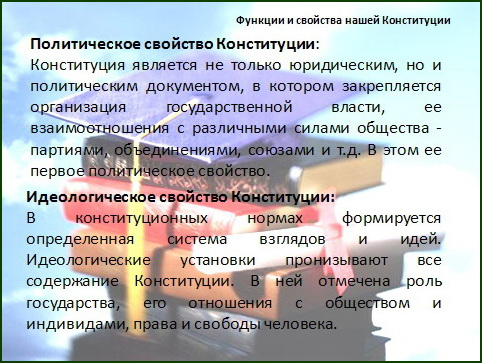 Функции и свойства нашей Конституции
Политическое свойство Конституции:
Конституция является не только юридическим, но и
политическим документом, в котором закрепляется
организация государственной власти, ее
взаимоотношения с различными силами общества -
партиями, объединениями, союзами и т.д. В этом ее
первое политическое свойство.
Идеологическое свойство Конституции:
В конституционных нормах формируется
определенная система взглядов и идей.
Идеологические установки пронизывают все
содержание Конституции. В ней отмечена роль
государства, его отношения с обществом и
индивидами, права и свободы человека.